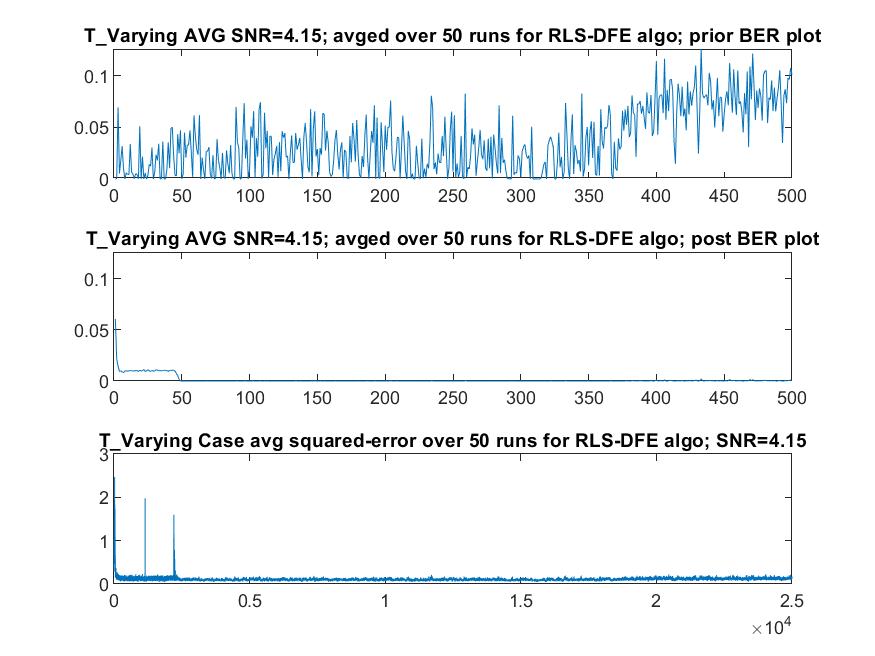 T_Varying AVG SNR=4.15; avged over 50 runs for RLS-DFE algo; prior BER plot
0.1
0.05
0
0 50 100 150 200 250 300 350 400 450 500
T_Varying AVG SNR=4.15; avged over 50 runs for RLS-DFE algo; post BER plot
0.1
0.05
0
0 50 100 150 200 250 300 350 400 450 500
T_Varying Case avg squared-error over 50 runs for RLS-DFE algo; SNR=4.15
3
2
1
0
0 0.5 1 1.5 2 2.5
×10⁴